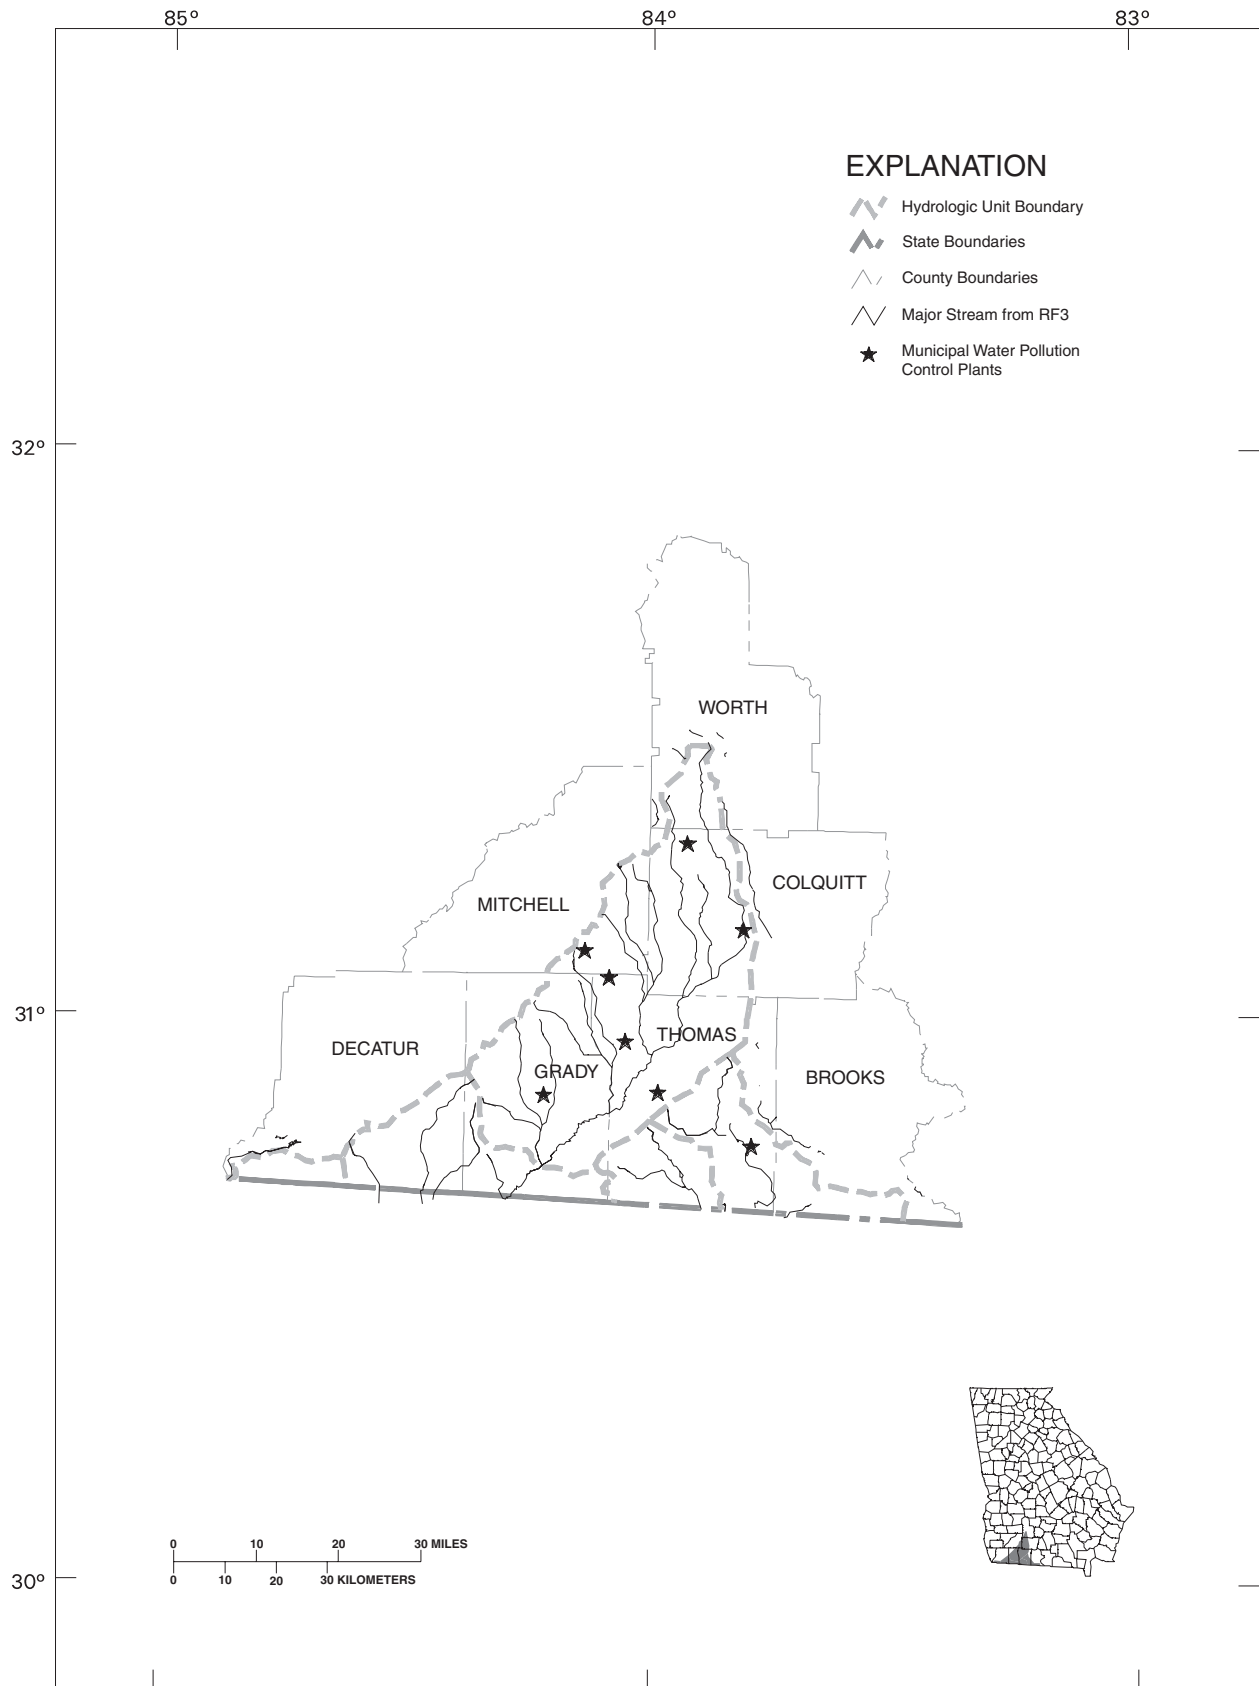 85° 84° 83°
EXPLANATION
Hydrologic Unit Boundary
State Boundaries
County Boundaries
Major Stream from RF3
Municipal Water Pollution
Control Plants
32°
WORTH
COLQUITT
MITCHELL
31°
THOMAS
DECATUR
GRADY
BROOKS
0 10 20 30 MILES
0 10 20 30 KILOMETERS
30°